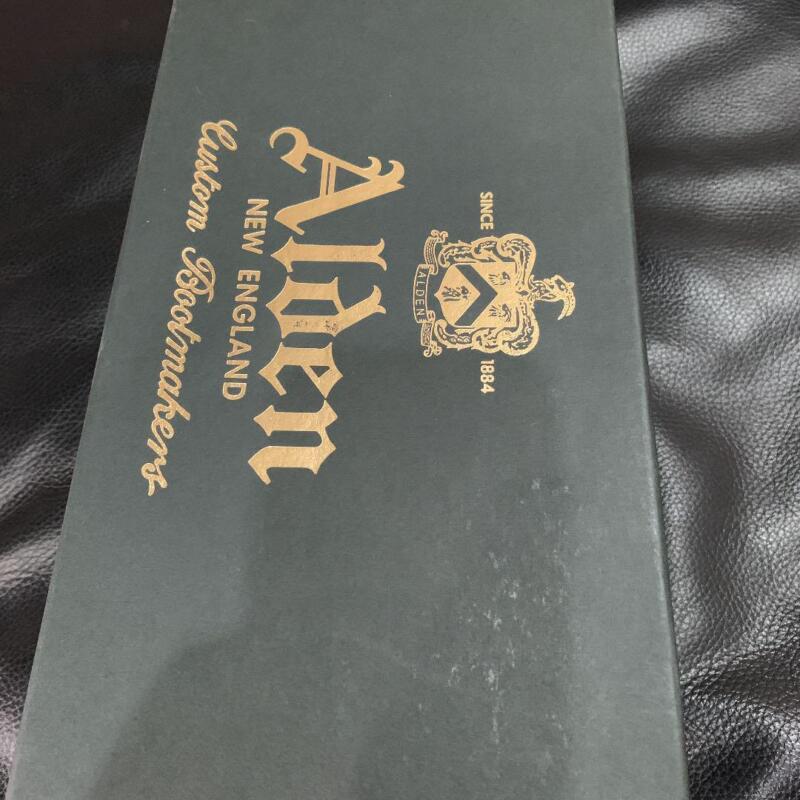 SINCE 1884
ALDEN
Alden
NEW ENGLAND
Custom Bootmakers